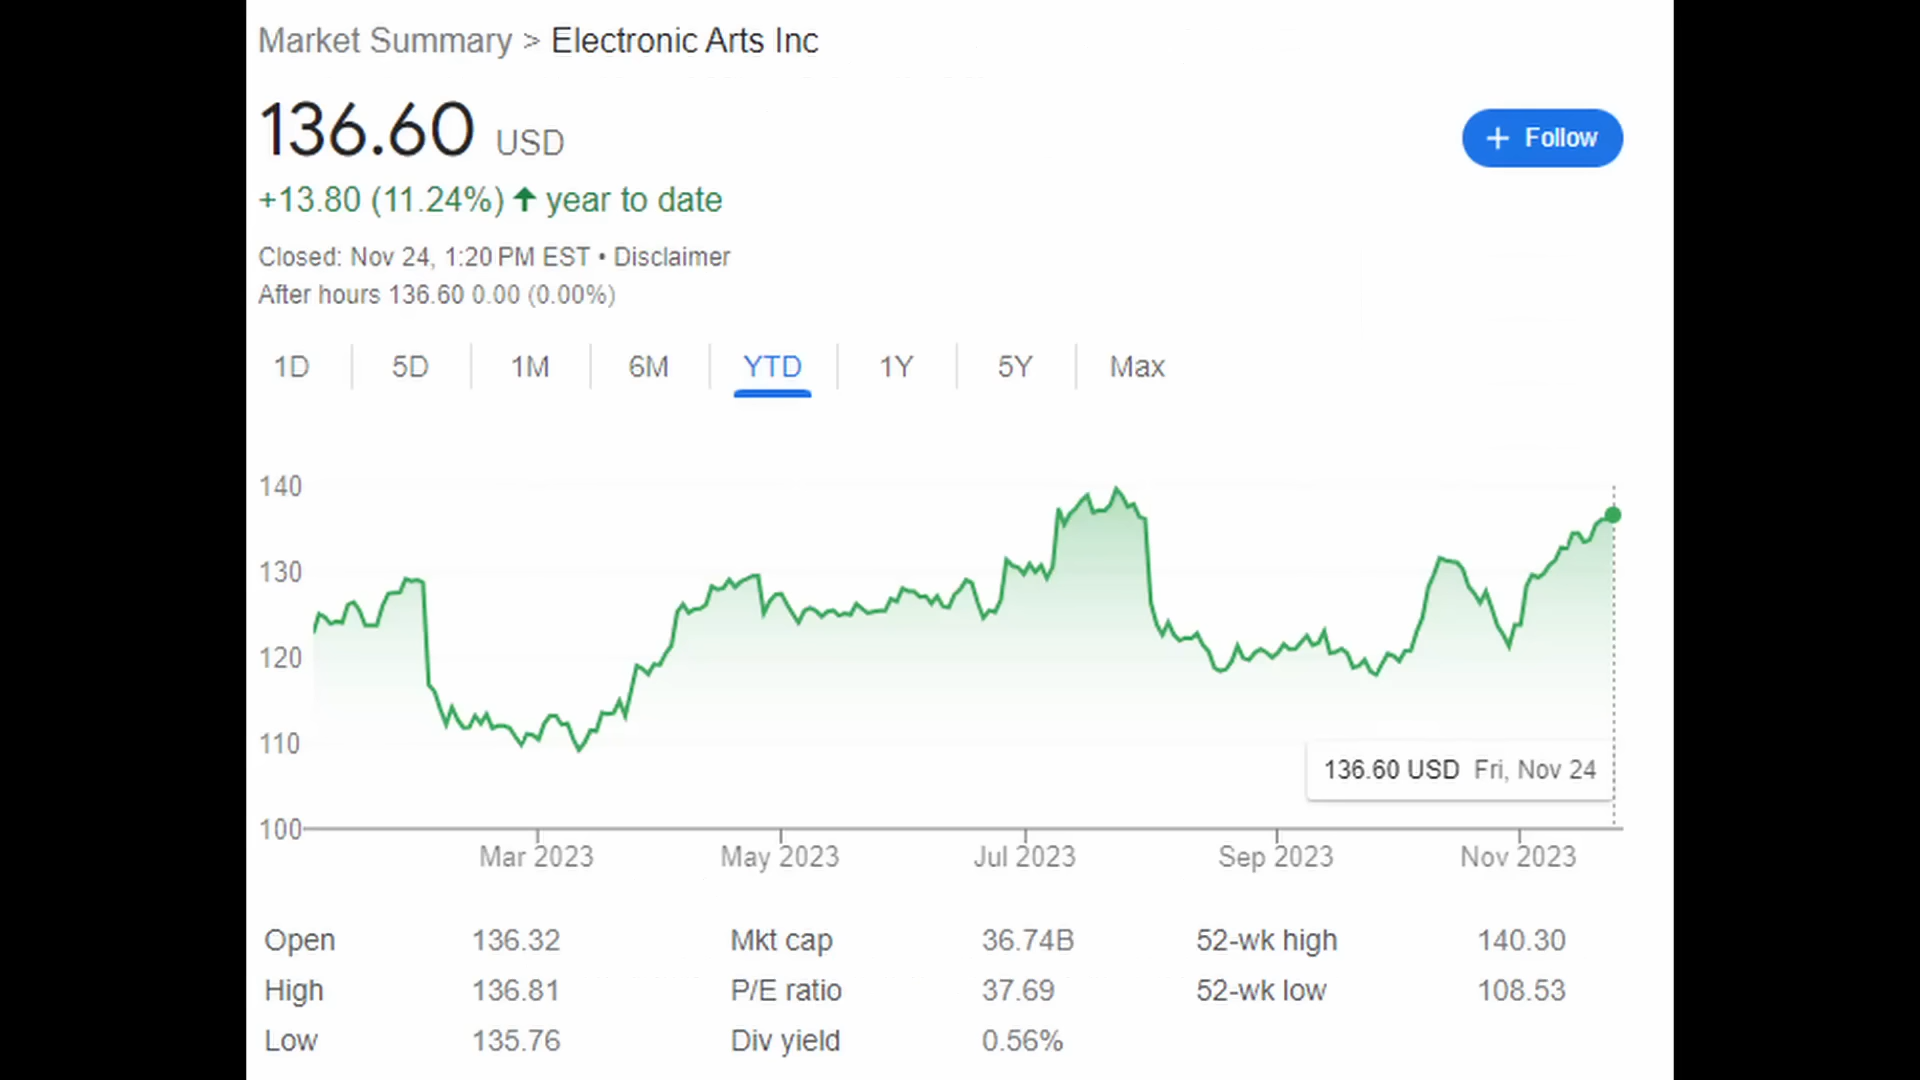 Market Summary > Electronic Arts Inc
136.60 USD
+ Follow
+13.80 (11.24%) ↑ year to date
Closed: Nov 24, 1:20 PM EST • Disclaimer
After hours 136.60 0.00 (0.00%)
1D 5D 1M 6M YTD 1Y 5Y Max
140
130
120
110
136.60 USD Fri, Nov 24
100
Mar 2023 May 2023 Jul 2023 Sep 2023 Nov 2023
Open 136.32 Mkt cap 36.74B 52-wk high 140.30
High 136.81 P/E ratio 37.69 52-wk low 108.53
Low 135.76 Div yield 0.56%